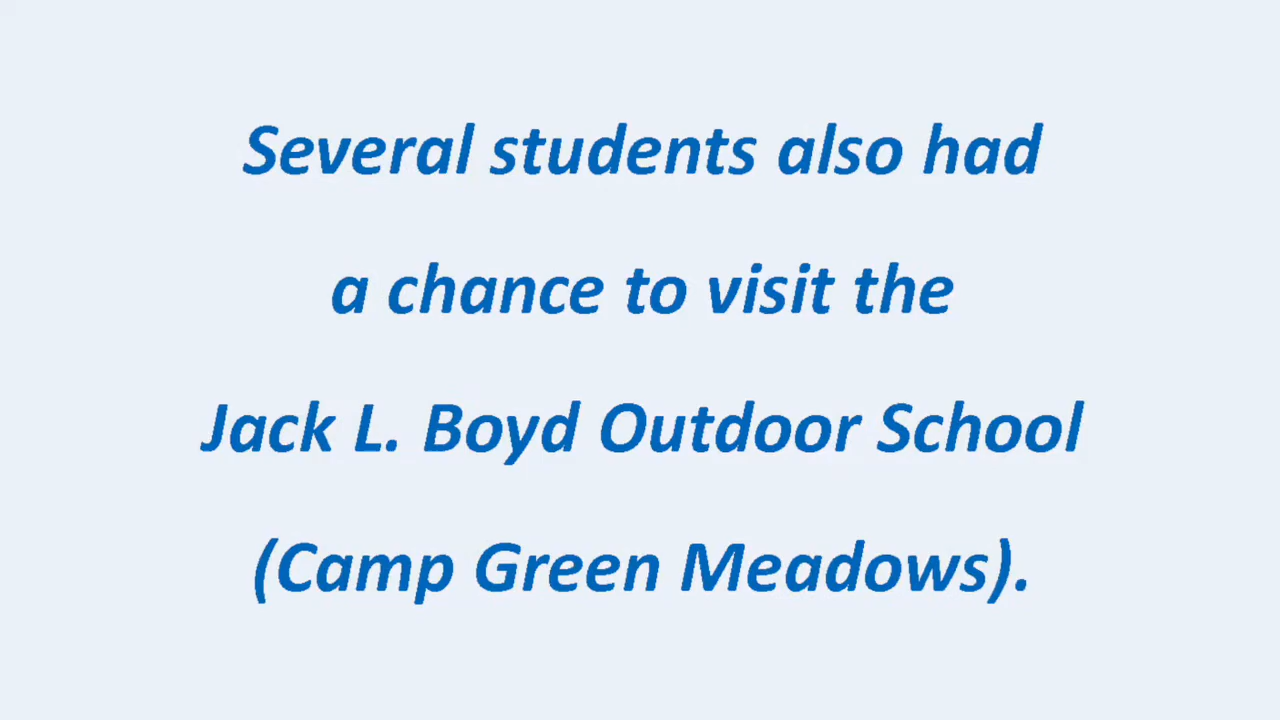 Several students also had
a chance to visit the
Jack L. Boyd Outdoor School
(Camp Green Meadows).